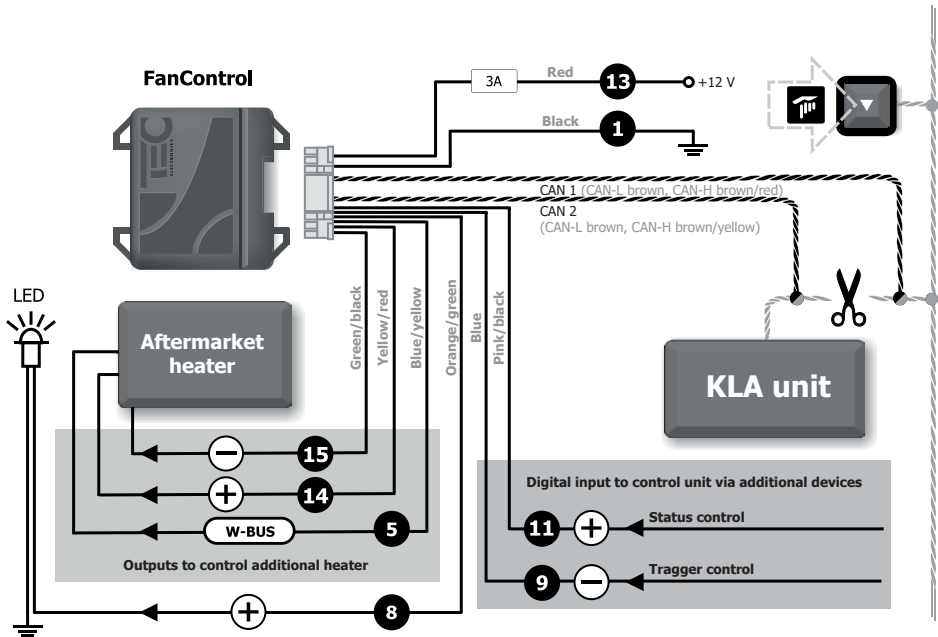 FanControl
TEC
ELECTRONICS
3A
Red
13
+12 V
Black
1
CAN 1 (CAN-L brown, CAN-H brown/red)
CAN 2
(CAN-L brown, CAN-H brown/yellow)
LED
Aftermarket
heater
Green/black
Yellow/red
Blue/yellow
Orange/green
Blue
Pink/black
KLA unit
15
14
W-BUS
5
Outputs to control additional heater
8
Digital input to control unit via additional devices
11
Status control
9
Tragger control